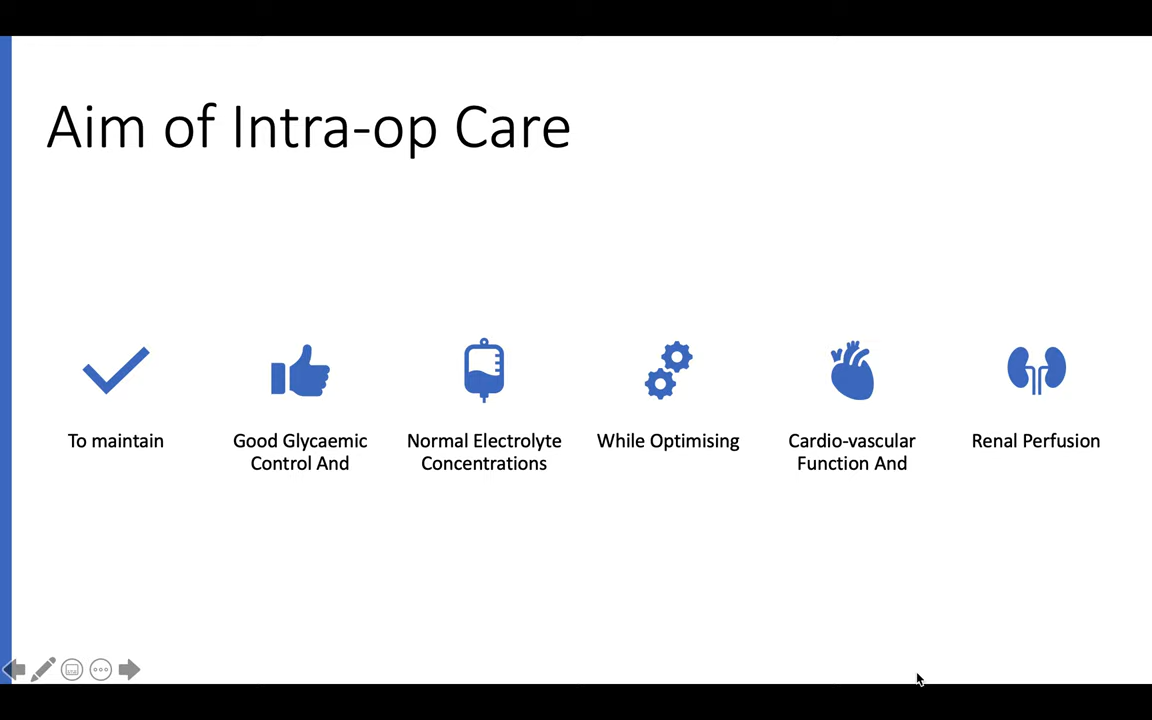 Aim of Intra-op Care
To maintain
Good Glycaemic
Control And
Normal Electrolyte
Concentrations
While Optimising
Cardio-vascular
Function And
Renal Perfusion